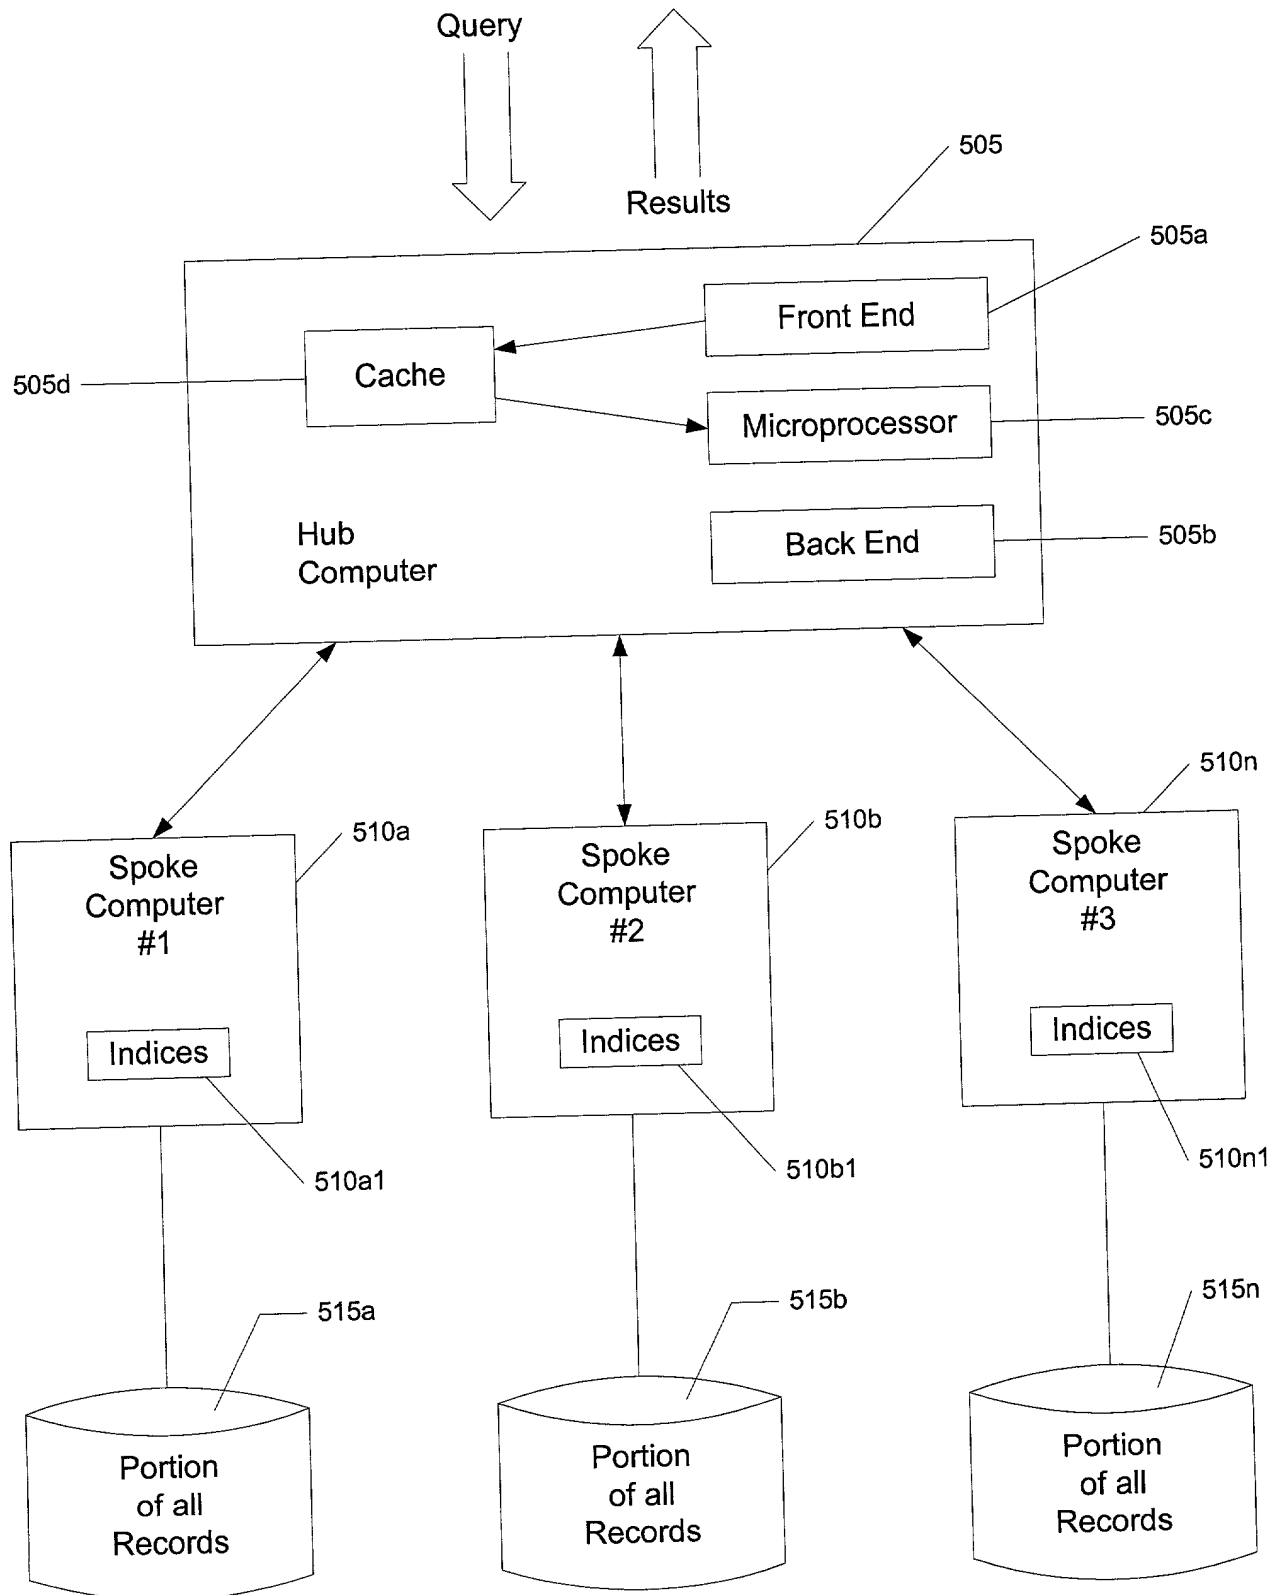 Query
Results
505
505a
Front End
Cache
505d
Microprocessor
505c
Hub
Computer
Back End
505b
510a
510b
510n
Spoke
Computer
#1
Spoke
Computer
#2
Spoke
Computer
#3
Indices
Indices
Indices
510a1
510b1
510n1
515a
515b
515n
Portion
of all
Records
Portion
of all
Records
Portion
of all
Records